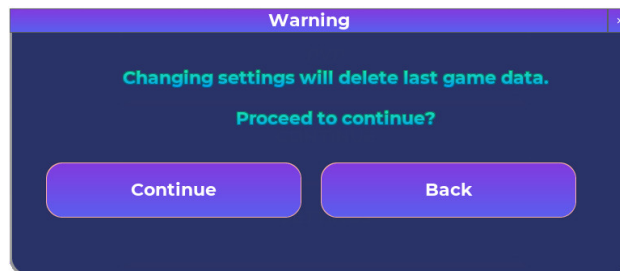 Warning
×
Changing settings will delete last game data.
Proceed to continue?
Continue
Back